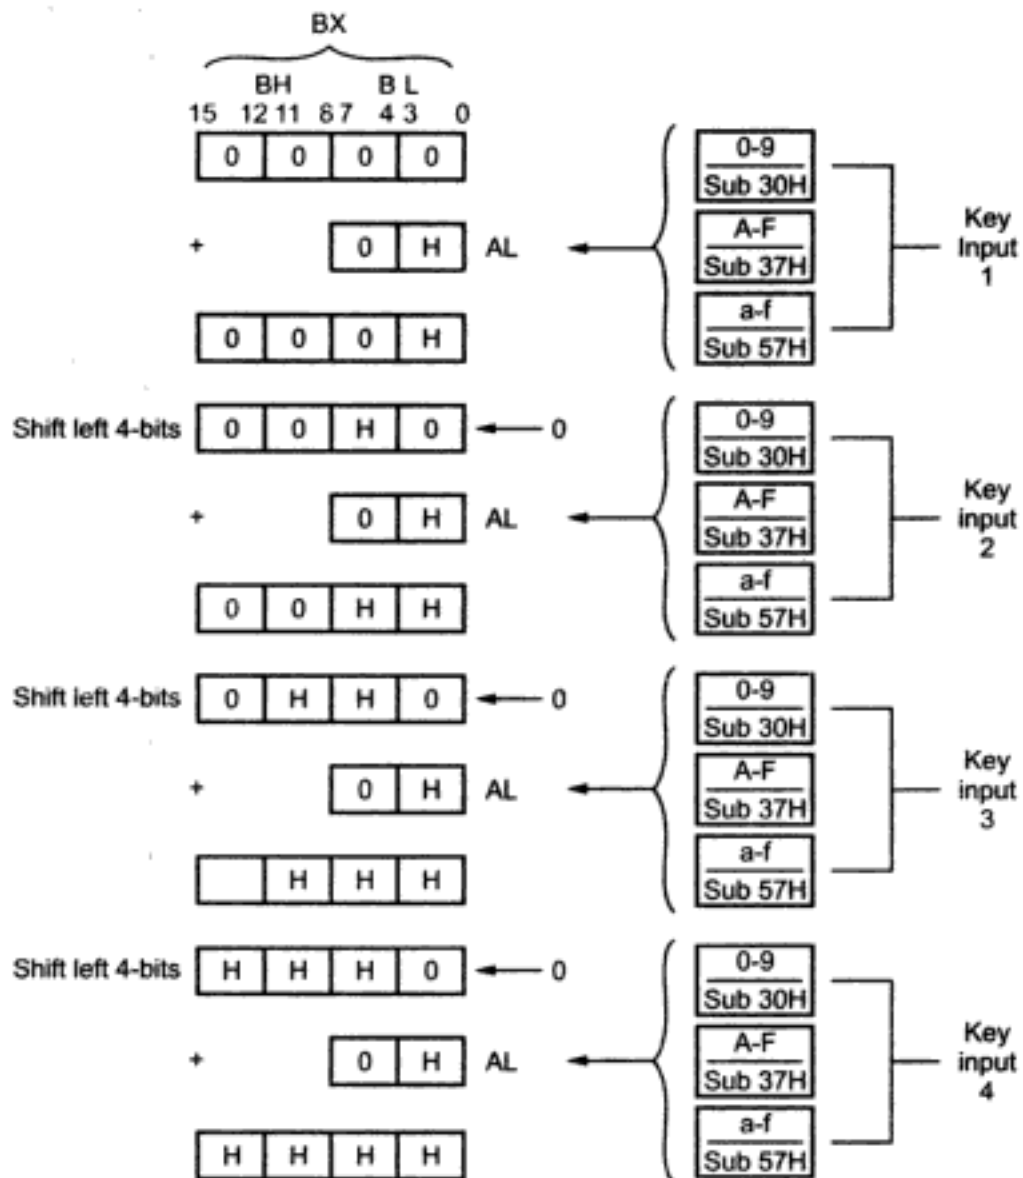 BX
BH B L
15 12 11 8 7 4 3 0
0 0 0 0
+ 0 H AL
0 0 0 H
0-9
Sub 30H
A-F
Sub 37H
a-f
Sub 57H
Key
Input
1
Shift left 4-bits 0 0 H 0 0
+ 0 H AL
0 0 H H
0-9
Sub 30H
A-F
Sub 37H
a-f
Sub 57H
Key
input
2
Shift left 4-bits 0 H H 0 0
+ 0 H AL
H H H
0-9
Sub 30H
A-F
Sub 37H
a-f
Sub 57H
Key
input
3
Shift left 4-bits H H H 0 0
+ 0 H AL
H H H H
0-9
Sub 30H
A-F
Sub 37H
a-f
Sub 57H
Key
input
4